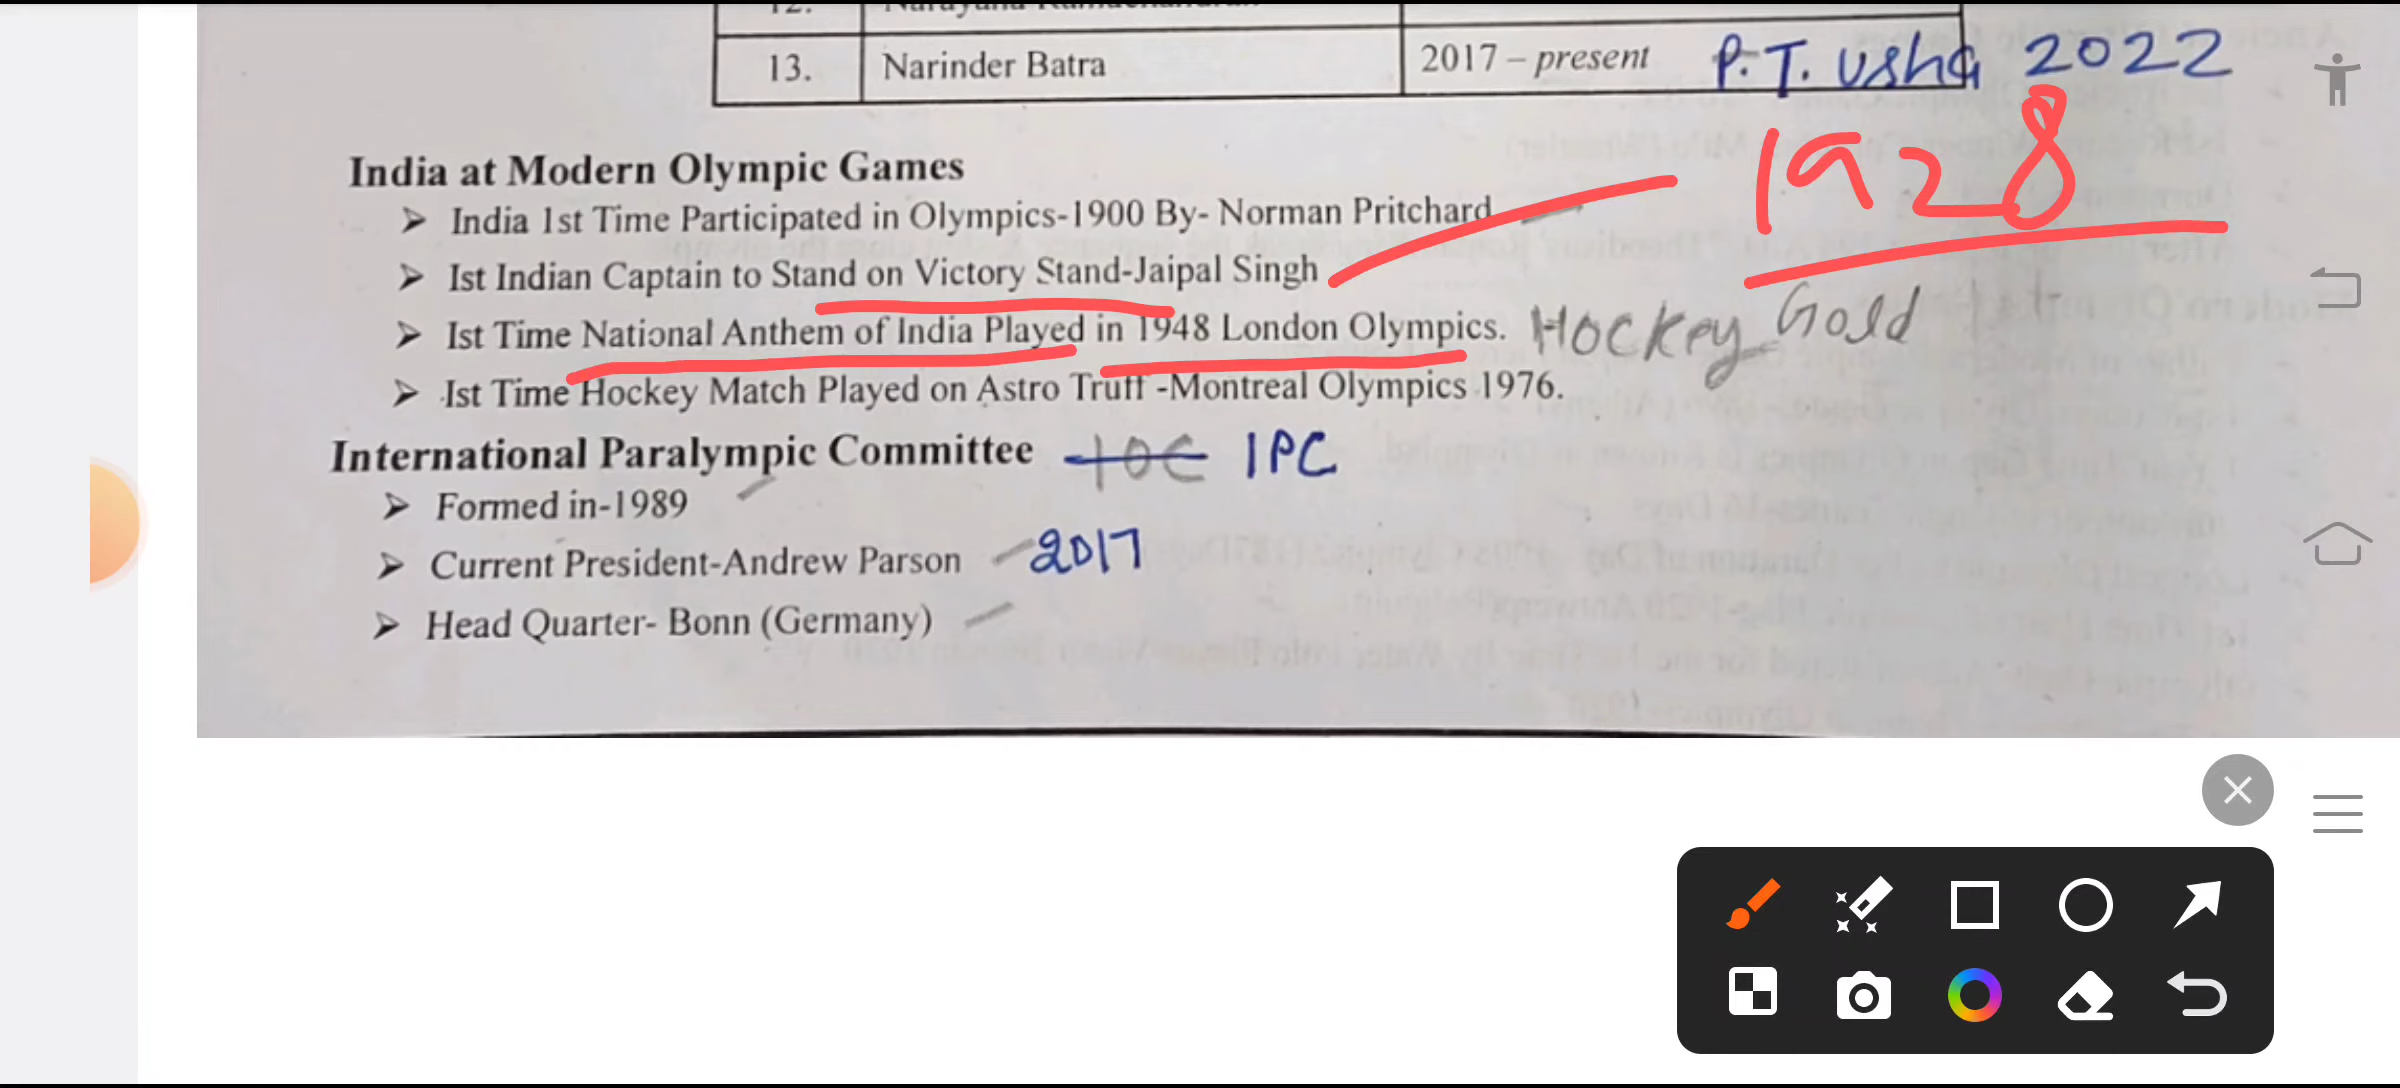 12. Narayana Ramachandran
13. Narinder Batra 2017 – present P.T. Usha 2022
1928
India at Modern Olympic Games
➢ India 1st Time Participated in Olympics-1900 By- Norman Pritchard
➢ Ist Indian Captain to Stand on Victory Stand-Jaipal Singh
➢ Ist Time National Anthem of India Played in 1948 London Olympics. Hockey Gold
➢ Ist Time Hockey Match Played on Astro Truff -Montreal Olympics 1976.
International Paralympic Committee IOC IPC
➢ Formed in-1989
➢ Current President-Andrew Parson 2017
➢ Head Quarter- Bonn (Germany)